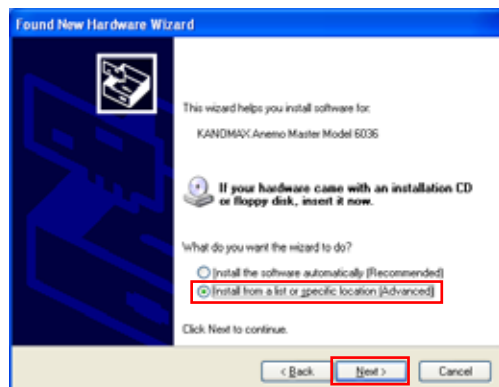 Found New Hardware Wizard
This wizard helps you install software for:
KANOMAX Anemo Master Model 6036
If your hardware came with an installation CD
or floppy disk, insert it now.
What do you want the wizard to do?
Install the software automatically (Recommended)
Install from a list or specific location (Advanced)
Click Next to continue.
< Back Next > Cancel